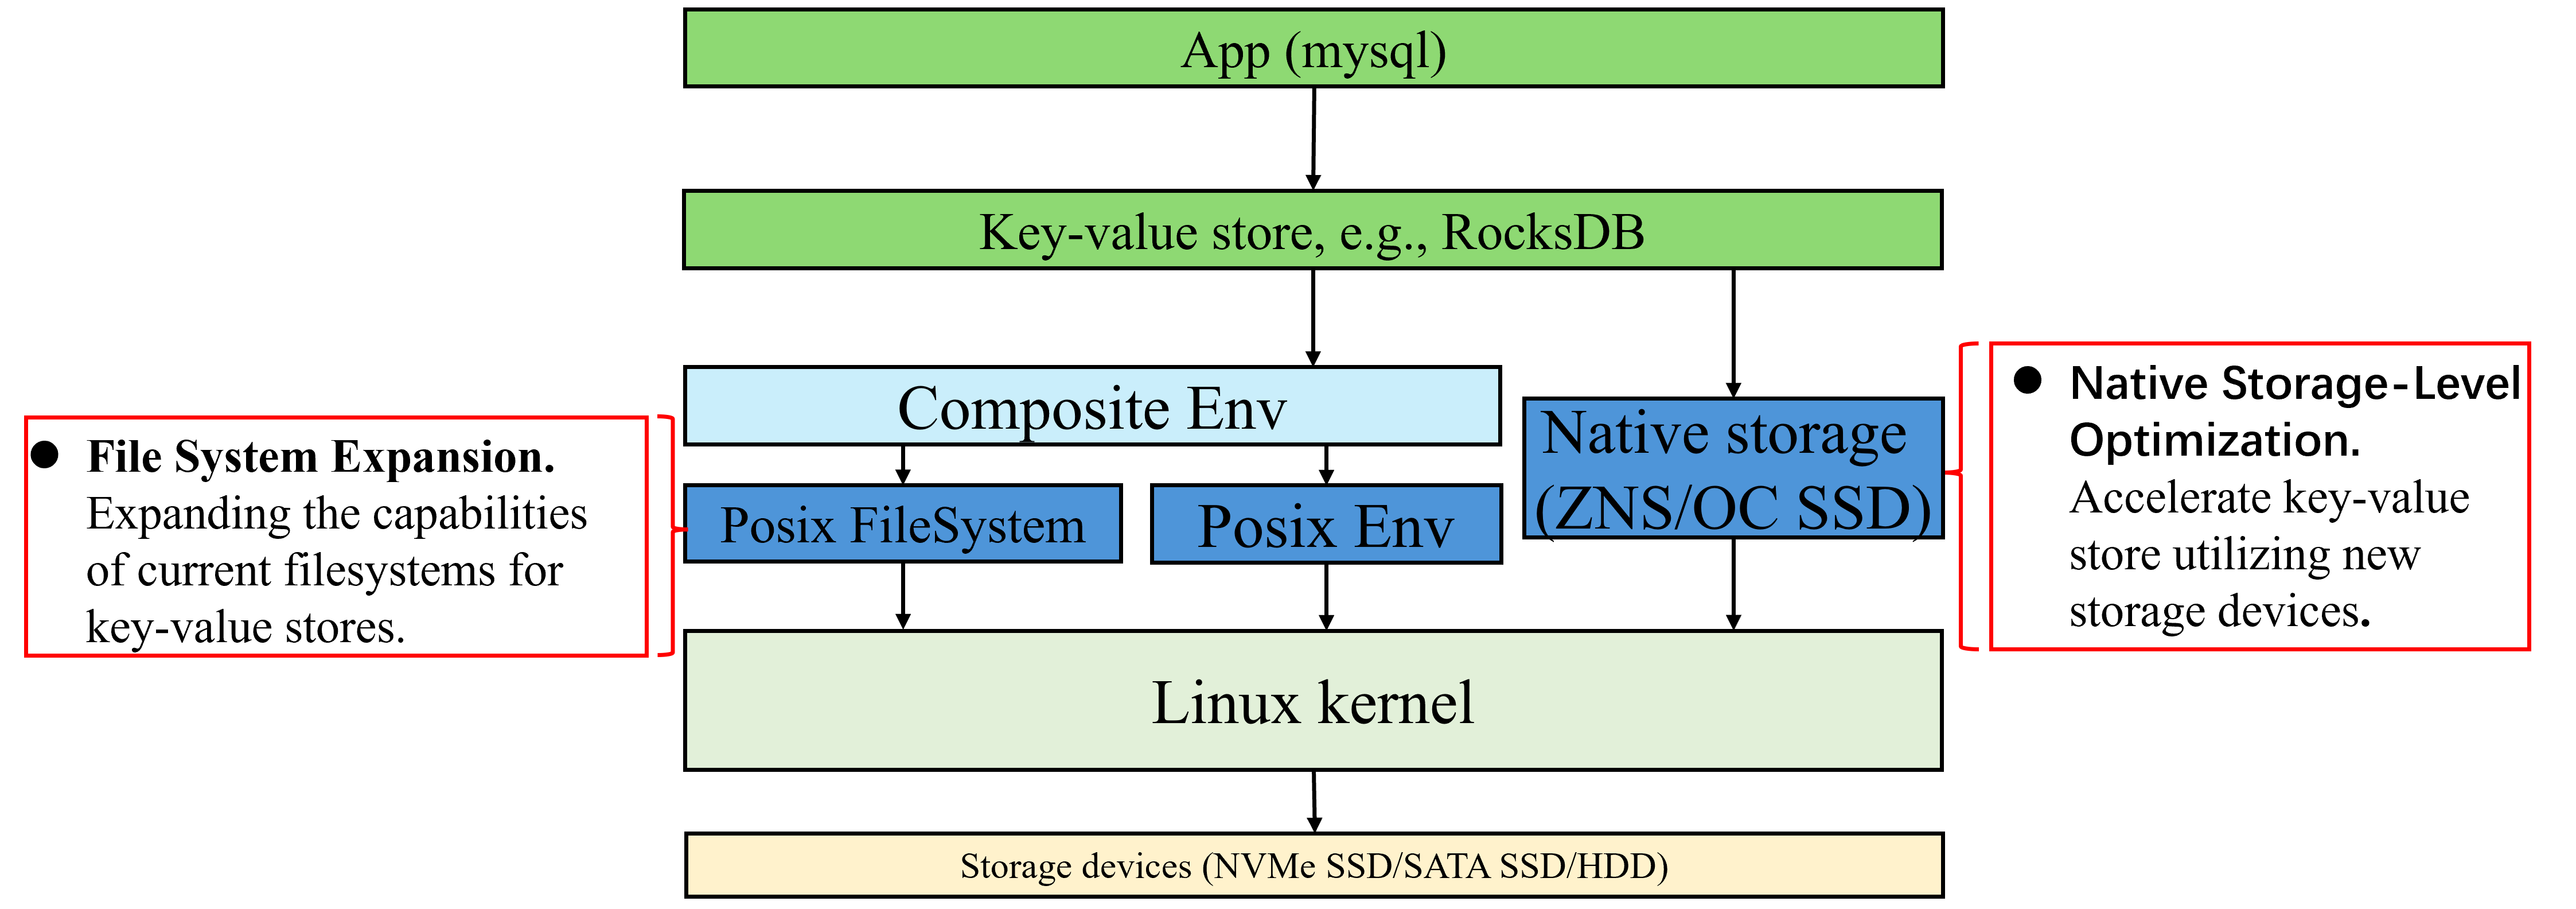 App (mysql)
Key-value store, e.g., RocksDB
Composite Env
Posix FileSystem
Posix Env
Native storage
(ZNS/OC SSD)
Linux kernel
Storage devices (NVMe SSD/SATA SSD/HDD)
● File System Expansion.
Expanding the capabilities
of current filesystems for
key-value stores.
● Native Storage-Level
Optimization.
Accelerate key-value
store utilizing new
storage devices.